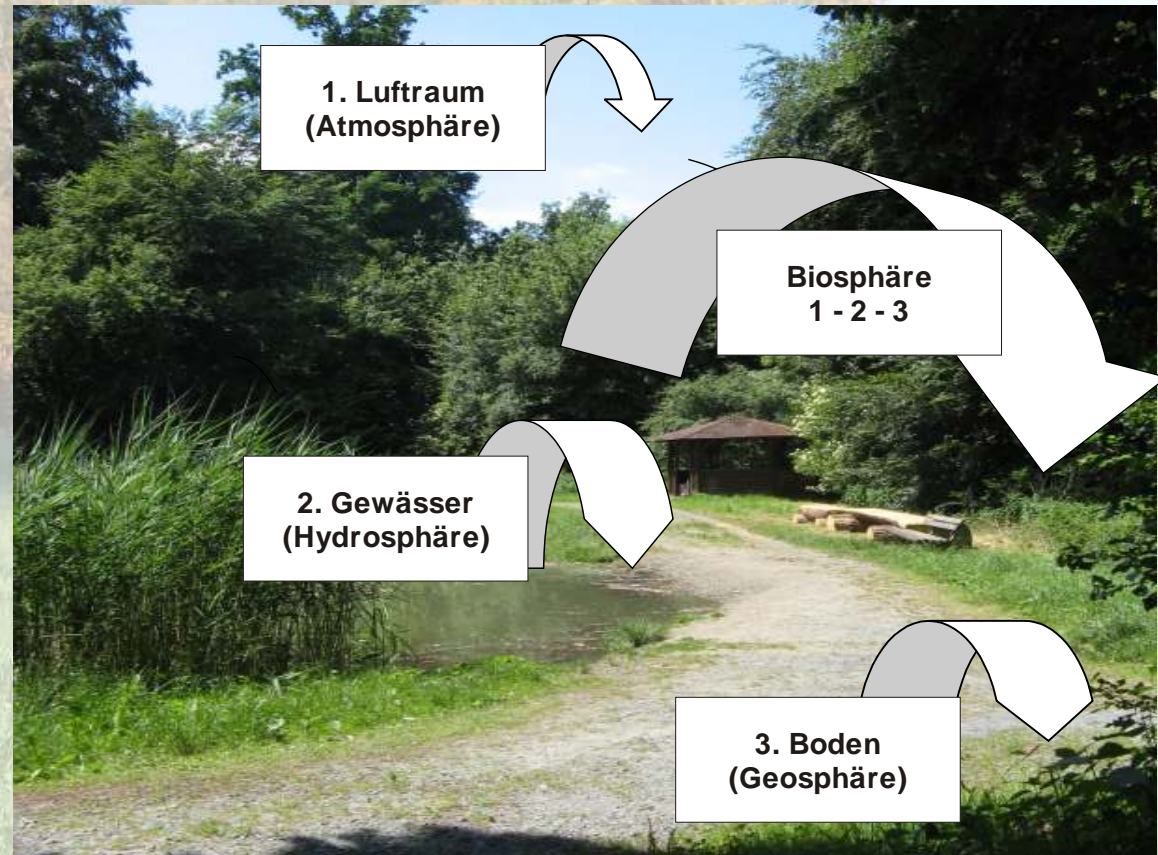 1. Luftraum
(Atmosphäre)
Biosphäre
1 - 2 - 3
2. Gewässer
(Hydrosphäre)
3. Boden
(Geosphäre)